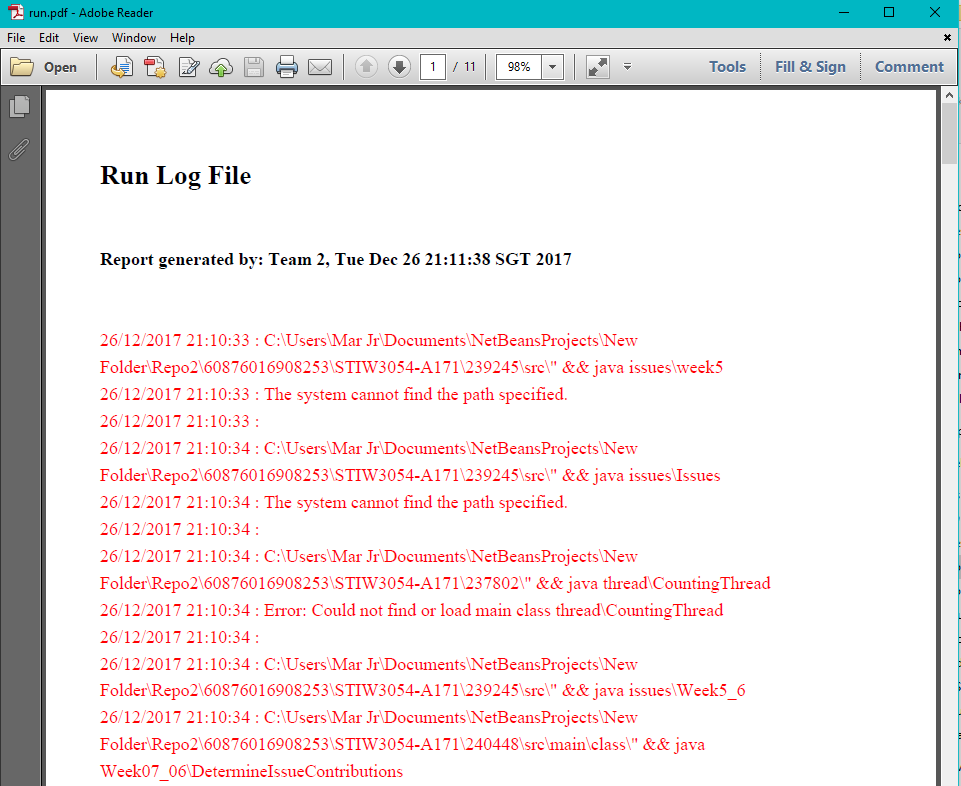 run.pdf - Adobe Reader
File Edit View Window Help
Open 1 / 11 98% Tools Fill & Sign Comment
Run Log File
Report generated by: Team 2, Tue Dec 26 21:11:38 SGT 2017
26/12/2017 21:10:33 : C:\Users\Mar Jr\Documents\NetBeansProjects\New
Folder\Repo2\60876016908253\STIW3054-A171\239245\src\" && java issues\week5
26/12/2017 21:10:33 : The system cannot find the path specified.
26/12/2017 21:10:33 :
26/12/2017 21:10:34 : C:\Users\Mar Jr\Documents\NetBeansProjects\New
Folder\Repo2\60876016908253\STIW3054-A171\239245\src\" && java issues\Issues
26/12/2017 21:10:34 : The system cannot find the path specified.
26/12/2017 21:10:34 :
26/12/2017 21:10:34 : C:\Users\Mar Jr\Documents\NetBeansProjects\New
Folder\Repo2\60876016908253\STIW3054-A171\237802\" && java thread\CountingThread
26/12/2017 21:10:34 : Error: Could not find or load main class thread\CountingThread
26/12/2017 21:10:34 :
26/12/2017 21:10:34 : C:\Users\Mar Jr\Documents\NetBeansProjects\New
Folder\Repo2\60876016908253\STIW3054-A171\239245\src\" && java issues\Week5_6
26/12/2017 21:10:34 : C:\Users\Mar Jr\Documents\NetBeansProjects\New
Folder\Repo2\60876016908253\STIW3054-A171\240448\src\main\class\" && java
Week07_06\DetermineIssueContributions